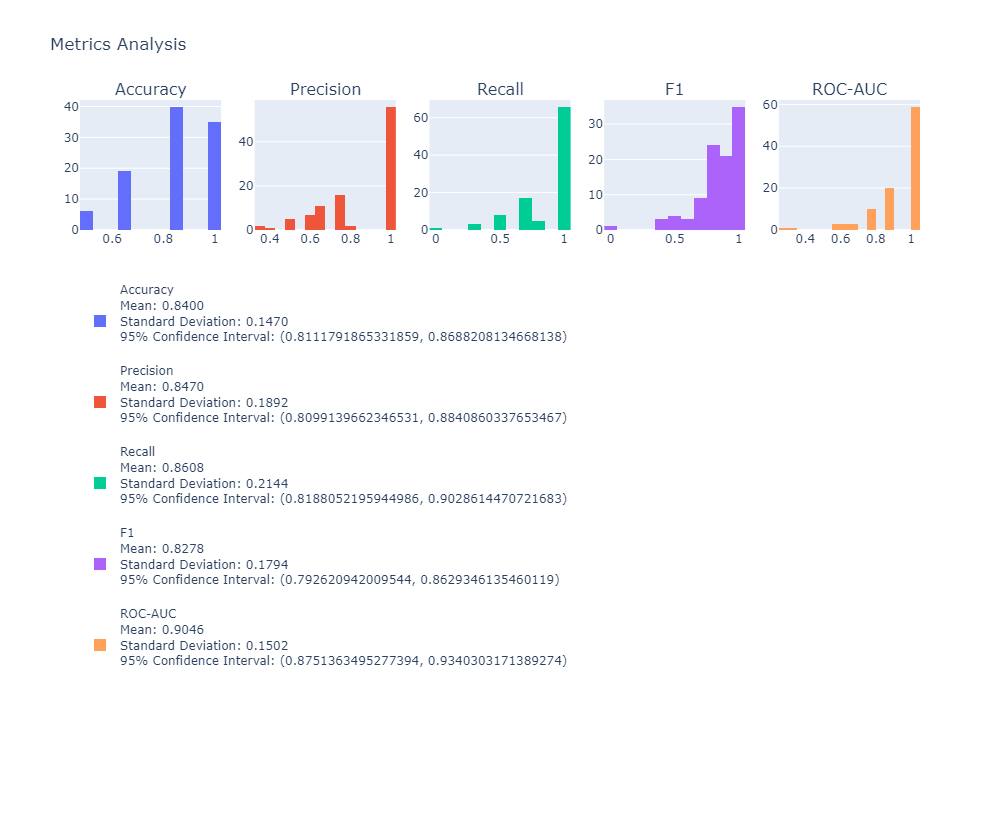 Metrics Analysis
Accuracy Precision Recall F1 ROC-AUC
40 30 20 10 0
0.6 0.8 1
40 20 0
0.4 0.6 0.8 1
60 40 20 0
0 0.5 1
30 20 10 0
0 0.5 1
60 40 20 0
0.4 0.6 0.8 1
Accuracy
Mean: 0.8400
Standard Deviation: 0.1470
95% Confidence Interval: (0.8111791865331859, 0.8688208134668138)
Precision
Mean: 0.8470
Standard Deviation: 0.1892
95% Confidence Interval: (0.8099139662346531, 0.8840860337653467)
Recall
Mean: 0.8608
Standard Deviation: 0.2144
95% Confidence Interval: (0.8188052195944986, 0.9028614470721683)
F1
Mean: 0.8278
Standard Deviation: 0.1794
95% Confidence Interval: (0.792620942009544, 0.8629346135460119)
ROC-AUC
Mean: 0.9046
Standard Deviation: 0.1502
95% Confidence Interval: (0.8751363495277394, 0.9340303171389274)